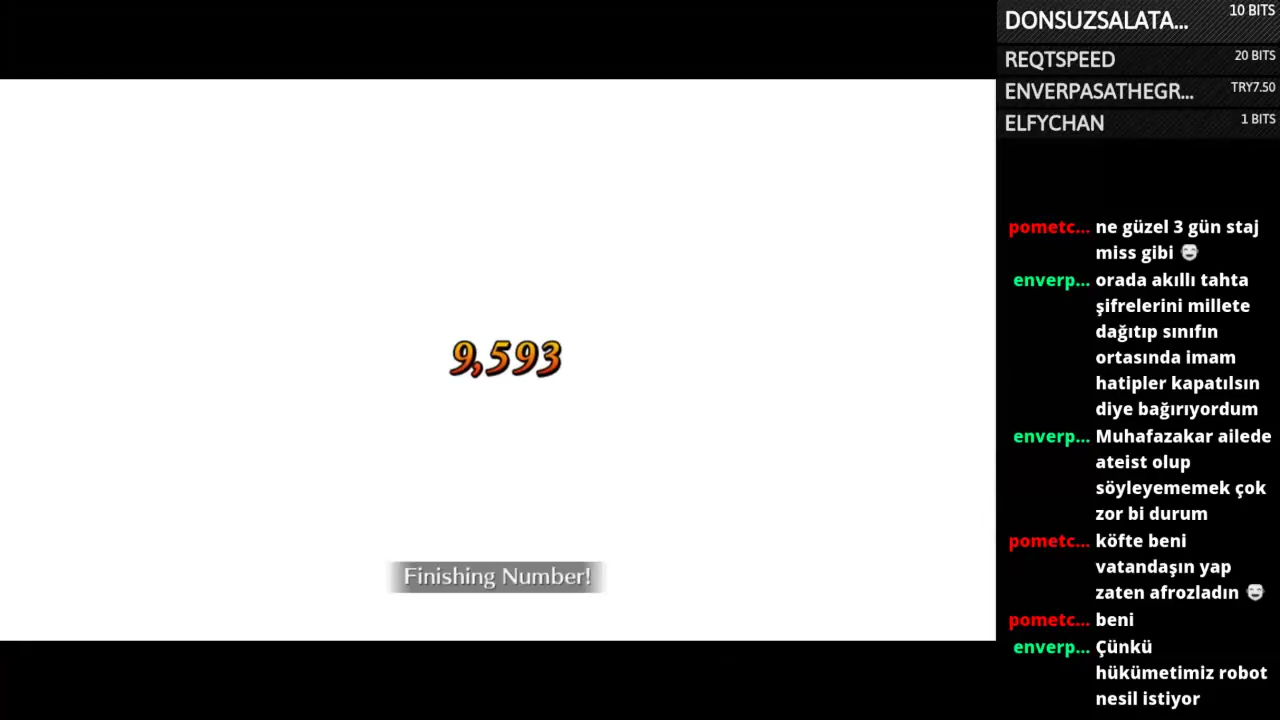 9,593
Finishing Number!
DONSUZSALATA... 10 BITS
REQTSPEED 20 BITS
ENVERPASATHEGR... TRY7.50
ELFYCHAN 1 BITS
pometc... ne güzel 3 gün staj
miss gibi
enverp... orada akıllı tahta
şifrelerini millete
dağıtıp sınıfın
ortasında imam
hatipler kapatılsın
diye bağırıyordum
enverp... Muhafazakar ailede
ateist olup
söyleyememek çok
zor bi durum
pometc... köfte beni
vatandaşın yap
zaten afrozladın
pometc... beni
enverp... Çünkü
hükümetimiz robot
nesil istiyor